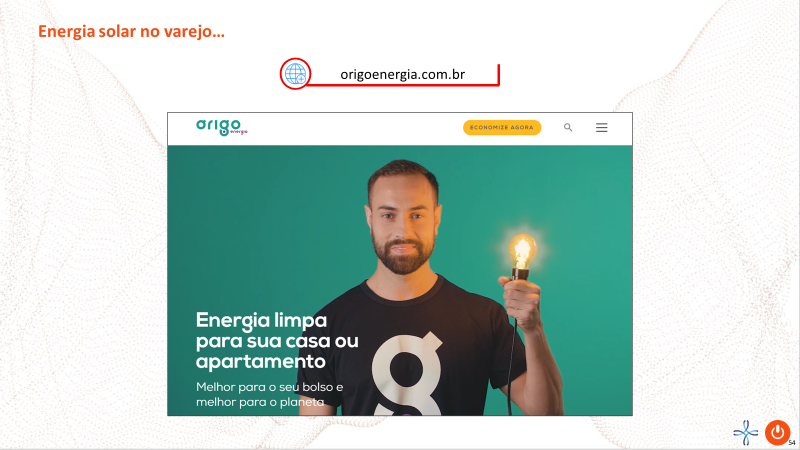 Energia solar no varejo...
origoenergia.com.br
origo
energia
ECONOMIZE AGORA
Energia limpa
para sua casa ou
apartamento
Melhor para o seu bolso e
melhor para o planeta
54